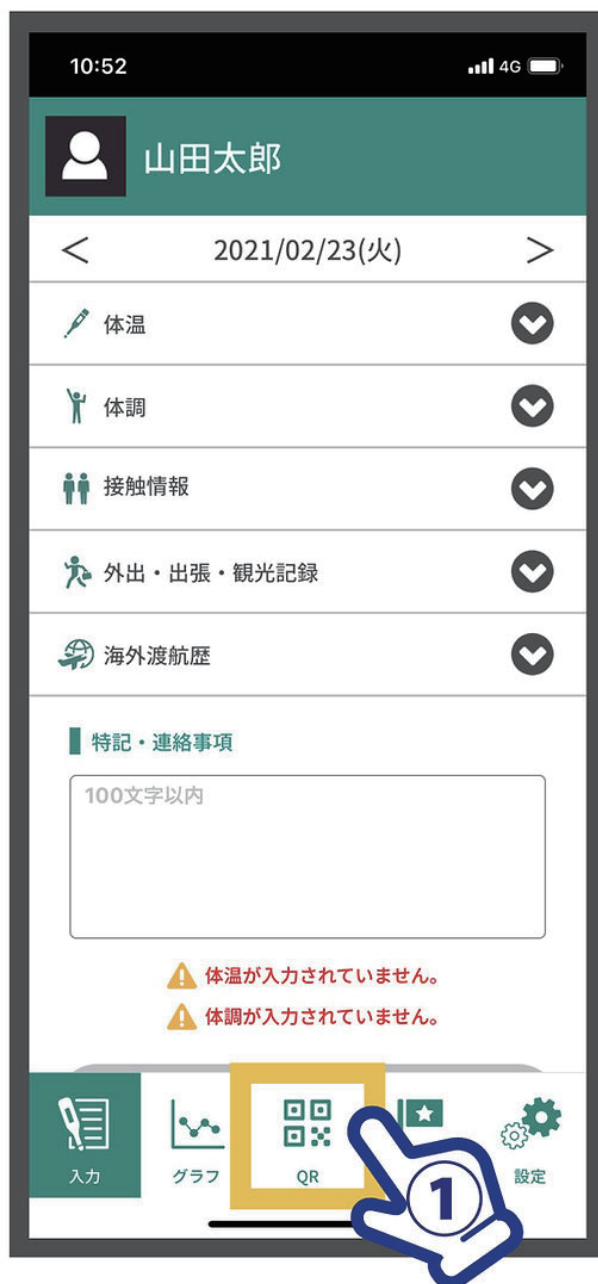 10:52
4G
山田太郎
< 2021/02/23(火) >
体温
体調
接触情報
外出・出張・観光記録
海外渡航歴
特記・連絡事項
100文字以内
体温が入力されていません。
体調が入力されていません。
入力
グラフ
QR
設定
1